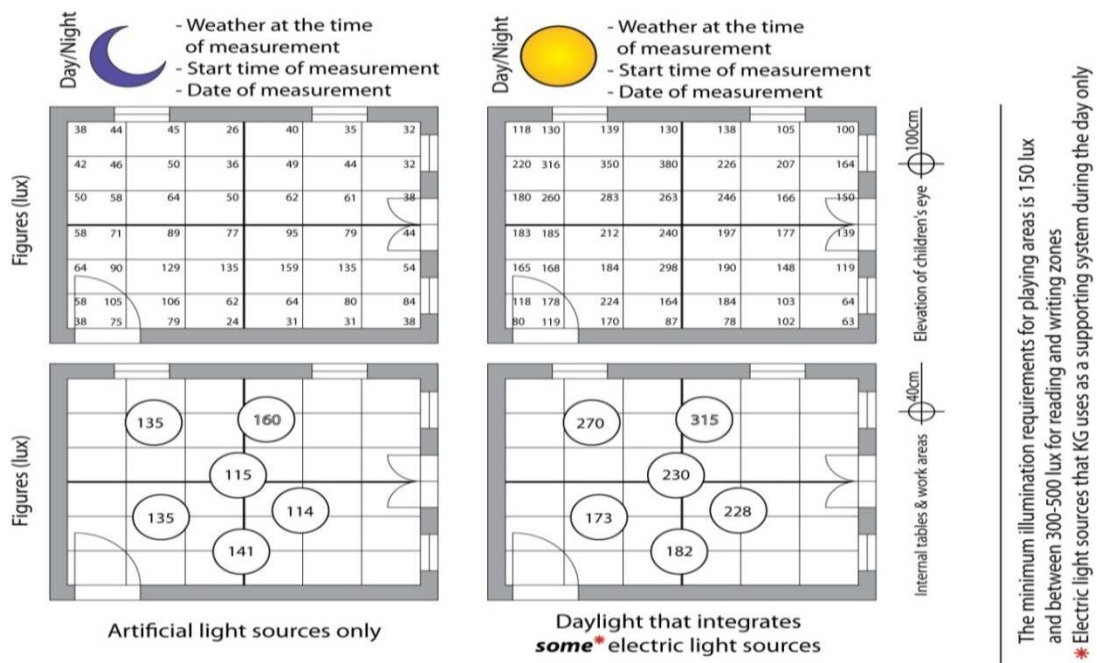 Day/Night
- Weather at the time
of measurement
- Start time of measurement
- Date of measurement
Day/Night
- Weather at the time
of measurement
- Start time of measurement
- Date of measurement
Figures (lux)
38 44 45 26 40 35 32
42 46 50 36 49 44 32
50 58 64 50 62 61 38
58 71 89 77 95 79 44
64 90 129 135 159 135 54
58 105 106 62 64 80 84
38 75 79 24 31 31 38
118 130 139 130 138 105 100
220 316 350 380 226 207 164
180 260 283 263 246 166 150
183 185 212 240 197 177 139
165 168 184 298 190 148 119
118 178 224 164 184 103 64
80 119 170 87 78 102 63
Elevation of children's eye
100cm
Figures (lux)
135
160
115
135
114
141
270
315
230
173
228
182
Internal tables & work areas
40cm
Artificial light sources only
Daylight that integrates
some* electric light sources
The minimum illumination requirements for playing areas is 150 lux
and between 300-500 lux for reading and writing zones
* Electric light sources that KG uses as a supporting system during the day only